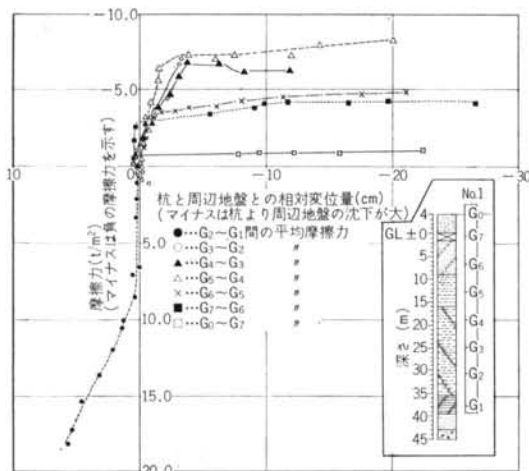 -10.0
-5.0
10
0
-10
-20
-30
5.0
10.0
15.0
20.0
摩擦力(t/m²)
(マイナスは負の摩擦力を示す)
杭と周辺地盤との相対変位量(cm)
(マイナスは杭より周辺地盤の沈下が大)
●…G₂〜G₁間の平均摩擦力
○…G₃〜G₂ 〃
▲…G₄〜G₃ 〃
△…G₅〜G₄ 〃
×…G₆〜G₅ 〃
■…G₇〜G₆ 〃
□…G₀〜G₇ 〃
No.1
4
GL±0
5
10
15
20
25
30
35
40
45
深さ(m)
G₀
G₇
G₆
G₅
G₄
G₃
G₂
G₁